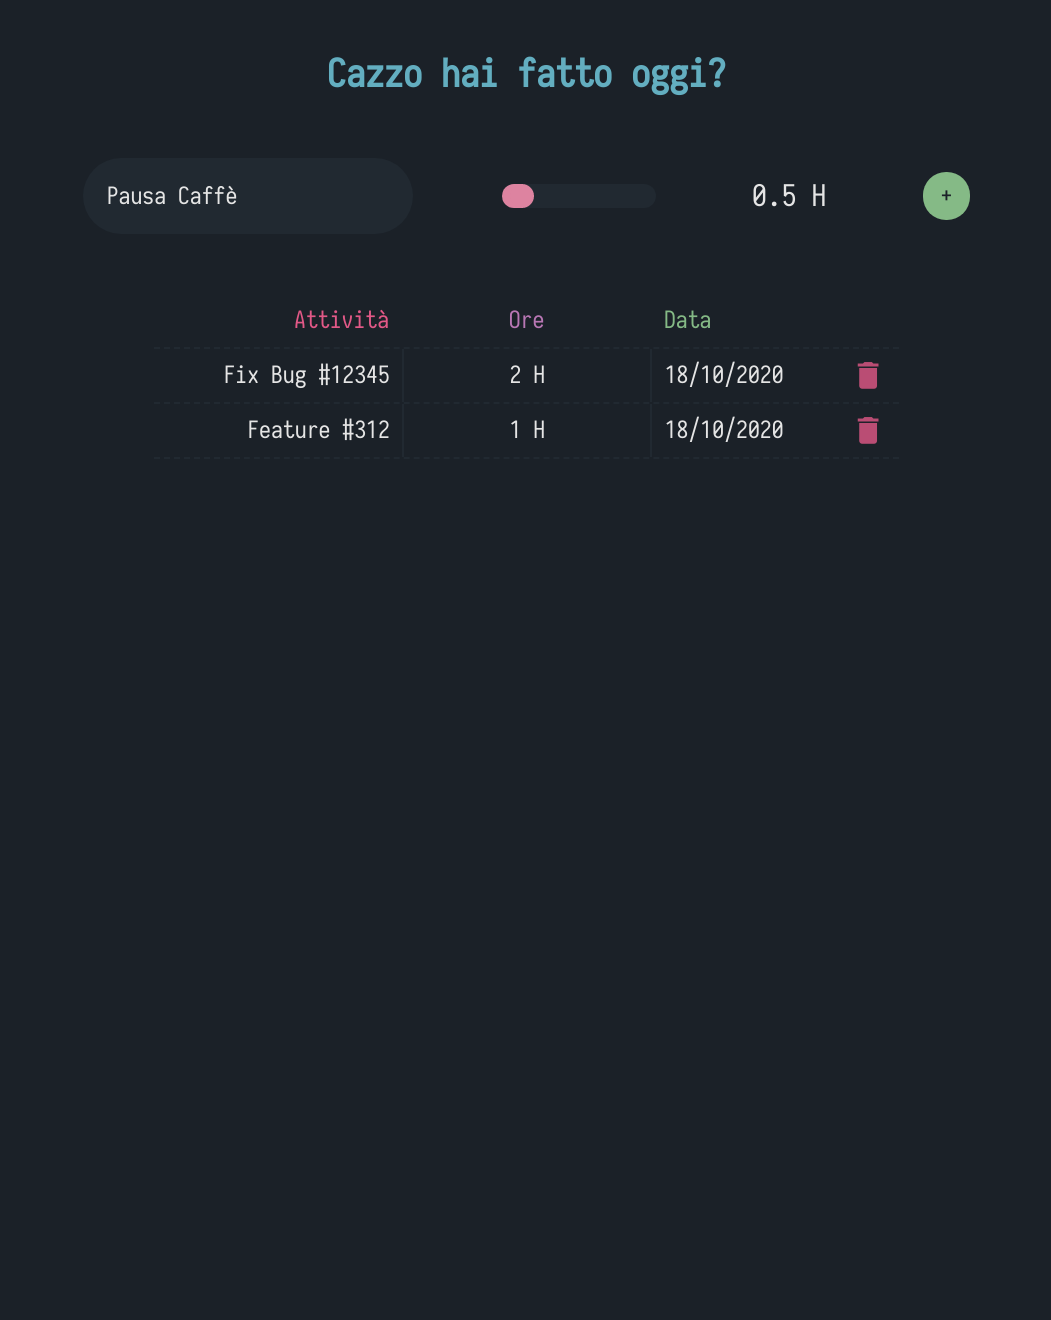 Cazzo hai fatto oggi?
Pausa Caffè 0.5 H +
Attività Ore Data
Fix Bug #12345 2 H 18/10/2020
Feature #312 1 H 18/10/2020